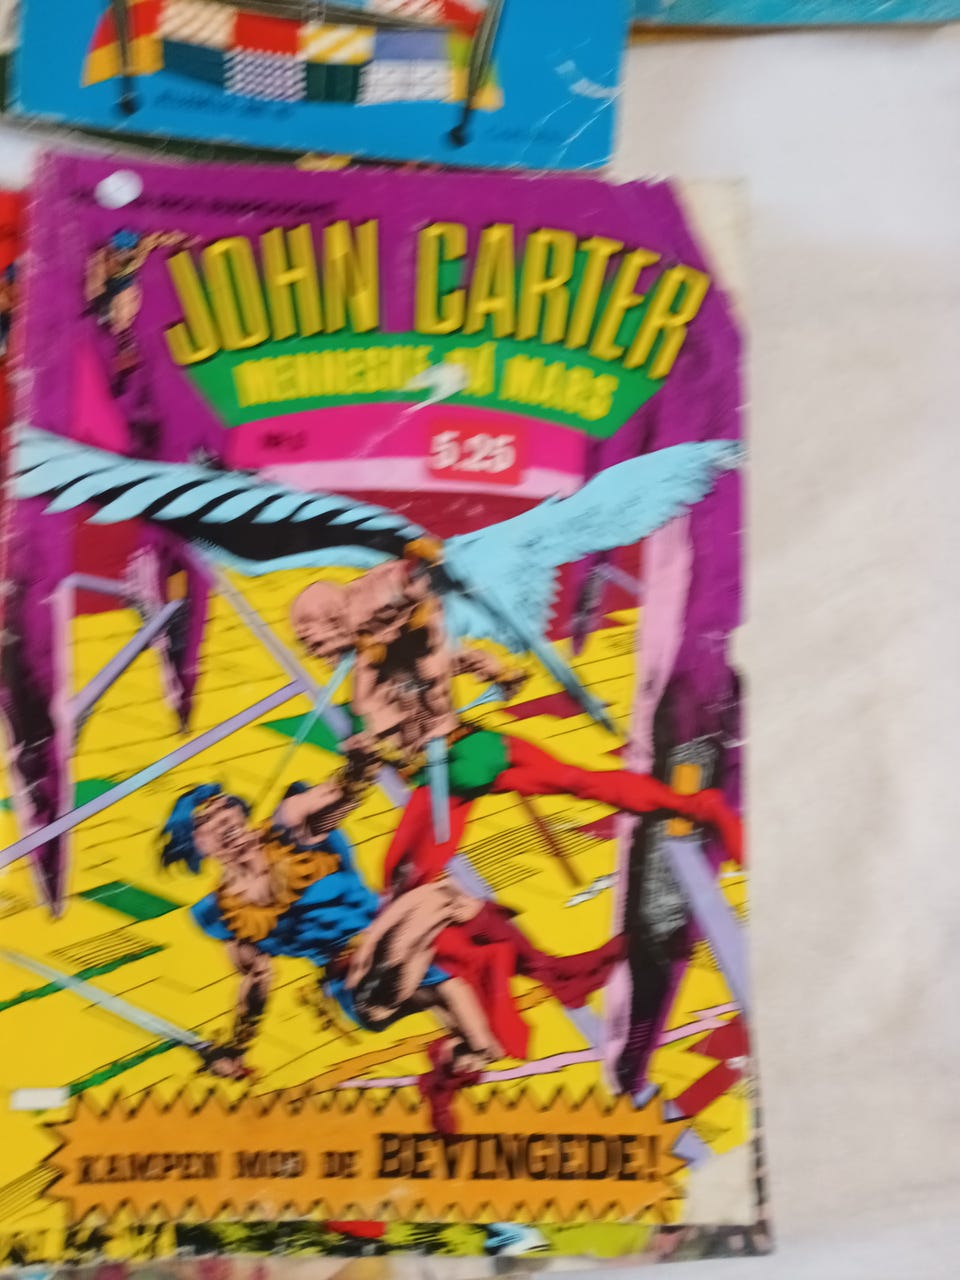 JOHN CARTER
MENNESKE PÅ MARS
5.25
KAMPEN MOD DE BEVINGEDE!